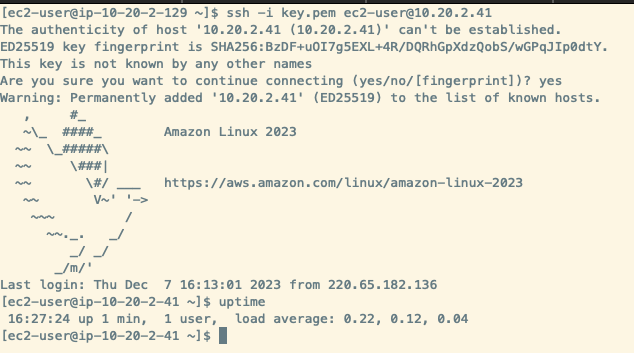 [ec2-user@ip-10-20-2-129 ~]$ ssh -i key.pem ec2-user@10.20.2.41
The authenticity of host '10.20.2.41 (10.20.2.41)' can't be established.
ED25519 key fingerprint is SHA256:BzDF+uOI7g5EXL+4R/DQRhGpXdzQobS/wGPqJIp0dtY.
This key is not known by any other names
Are you sure you want to continue connecting (yes/no/[fingerprint])? yes
Warning: Permanently added '10.20.2.41' (ED25519) to the list of known hosts.
   ,     #_
   ~\_  ####_        Amazon Linux 2023
  ~~  \_#####\
  ~~     \###|
  ~~       \#/ ___   https://aws.amazon.com/linux/amazon-linux-2023
   ~~       V~' '->
    ~~~         /
      ~~._.   _/
         _/ _/
       _/m/'
Last login: Thu Dec  7 16:13:01 2023 from 220.65.182.136
[ec2-user@ip-10-20-2-41 ~]$ uptime
 16:27:24 up 1 min,  1 user,  load average: 0.22, 0.12, 0.04
[ec2-user@ip-10-20-2-41 ~]$